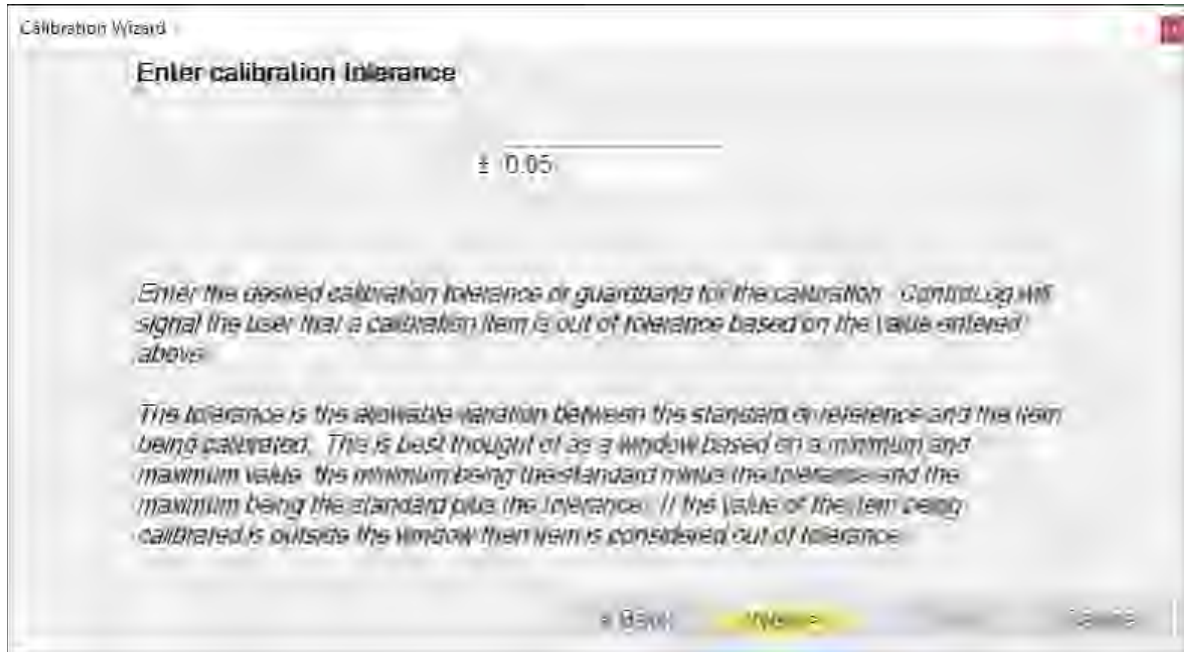 Calibration Wizard
Enter calibration tolerance
± 0.05
Enter the desired calibration tolerance or guardband for the calibration. ControLog will
signal the user that a calibration item is out of tolerance based on the value entered
above.
The tolerance is the allowable variation between the standard or reference and the item
being calibrated. This is best thought of as a window based on a minimum and
maximum value, the minimum being the standard minus the tolerance and the
maximum being the standard plus the tolerance. If the value of the item being
calibrated is outside the window then item is considered out of tolerance.
< Back